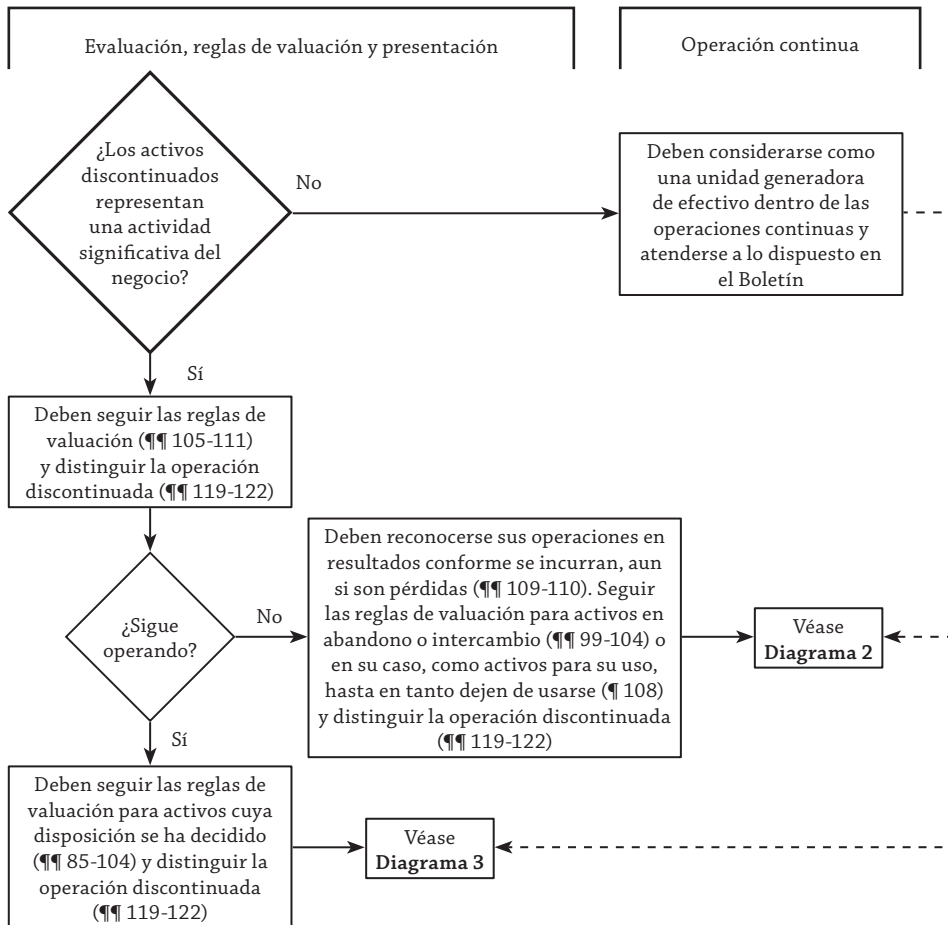 Evaluación, reglas de valuación y presentación
Operación continua
¿Los activos
discontinuados
representan
una actividad
significativa del
negocio?
No
Deben considerarse como
una unidad generadora
de efectivo dentro de las
operaciones continuas y
atenderse a lo dispuesto en
el Boletín
Sí
Deben seguir las reglas de
valuación (¶¶ 105-111)
y distinguir la operación
discontinuada (¶¶ 119-122)
¿Sigue
operando?
No
Deben reconocerse sus operaciones en
resultados conforme se incurran, aun
si son pérdidas (¶¶ 109-110). Seguir
las reglas de valuación para activos en
abandono o intercambio (¶¶ 99-104) o
en su caso, como activos para su uso,
hasta en tanto dejen de usarse (¶ 108)
y distinguir la operación discontinuada
(¶¶ 119-122)
Véase
Diagrama 2
Sí
Deben seguir las reglas de
valuación para activos cuya
disposición se ha decidido
(¶¶ 85-104) y distinguir la
operación discontinuada
(¶¶ 119-122)
Véase
Diagrama 3